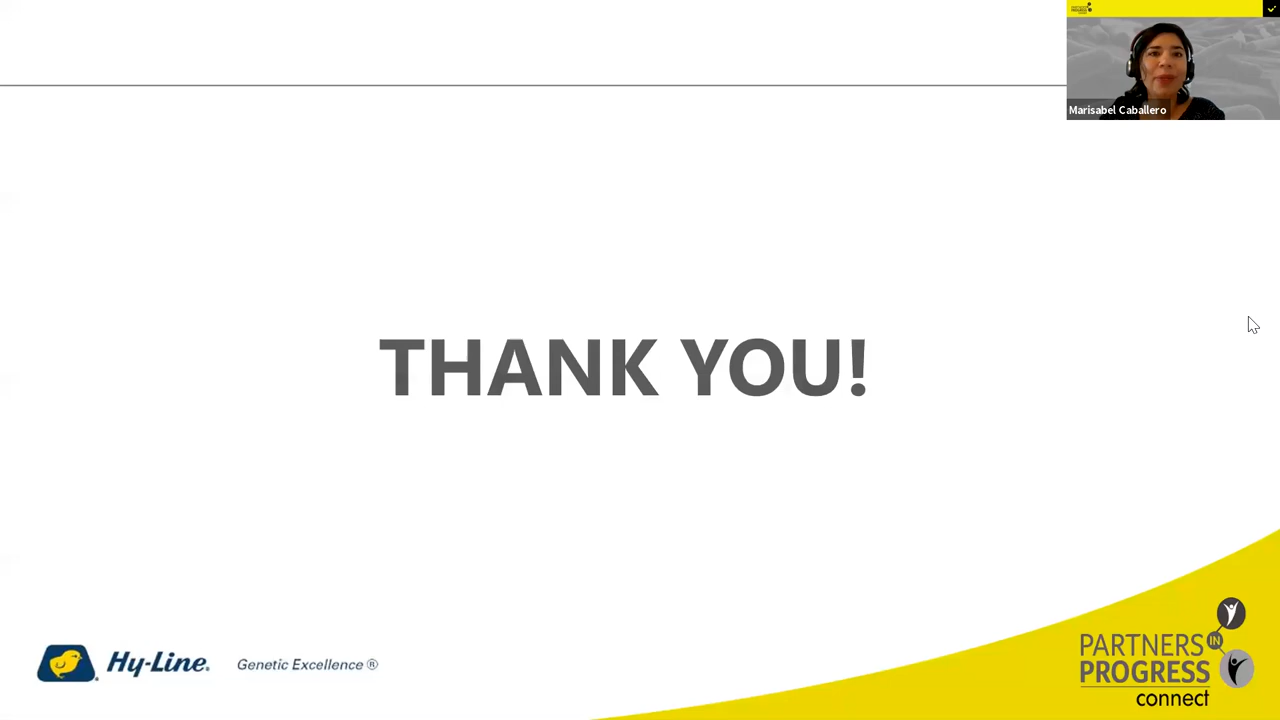 Marisabel Caballero
THANK YOU!
Hy-Line®
Genetic Excellence ®
PARTNERS IN
PROGRESS
connect